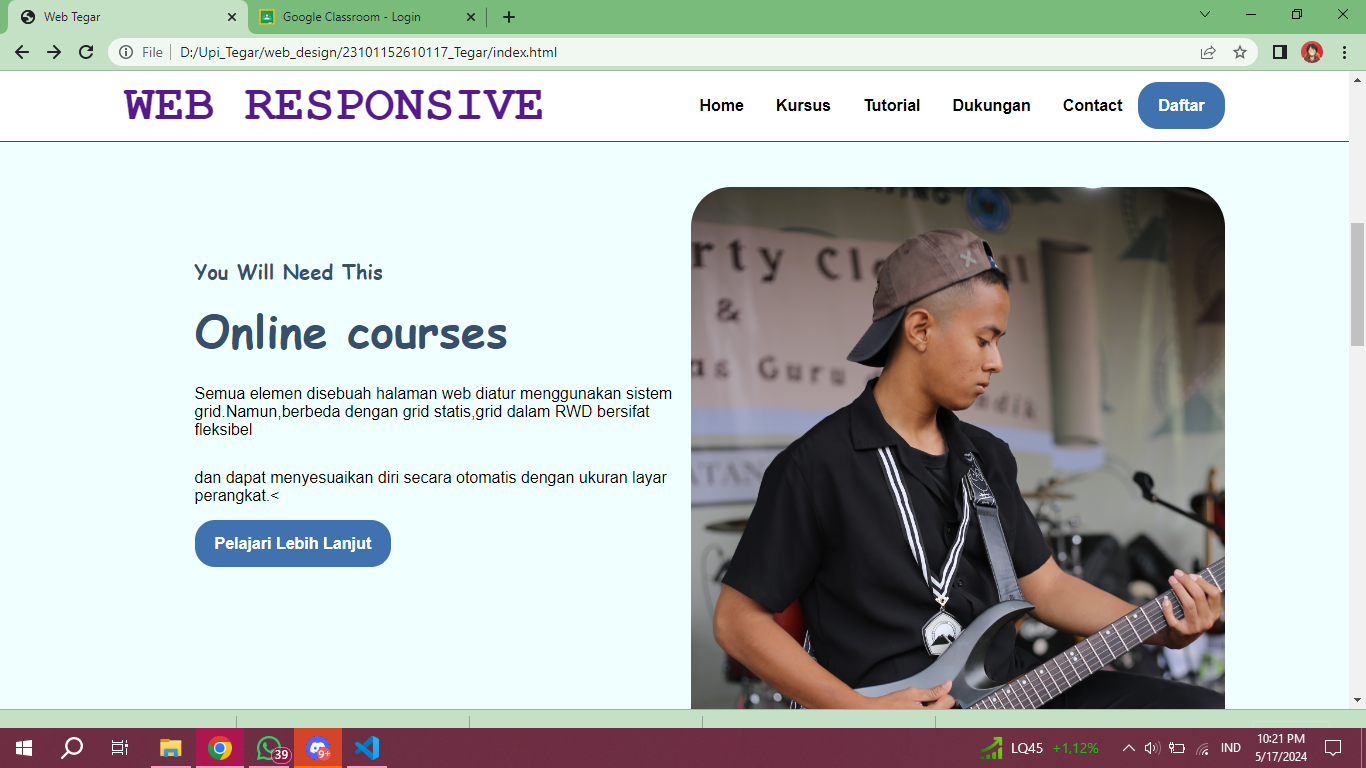 Web Tegar
Google Classroom - Login
File
D:/Upi_Tegar/web_design/23101152610117_Tegar/index.html
WEB RESPONSIVE
Home
Kursus
Tutorial
Dukungan
Contact
Daftar
You Will Need This
Online courses
Semua elemen disebuah halaman web diatur menggunakan sistem
grid.Namun,berbeda dengan grid statis,grid dalam RWD bersifat
fleksibel
dan dapat menyesuaikan diri secara otomatis dengan ukuran layar
perangkat.<
Pelajari Lebih Lanjut
rty Cl
&
as Guru
dik
ATAN
39
9+
LQ45 +1,12%
IND
10:21 PM
5/17/2024